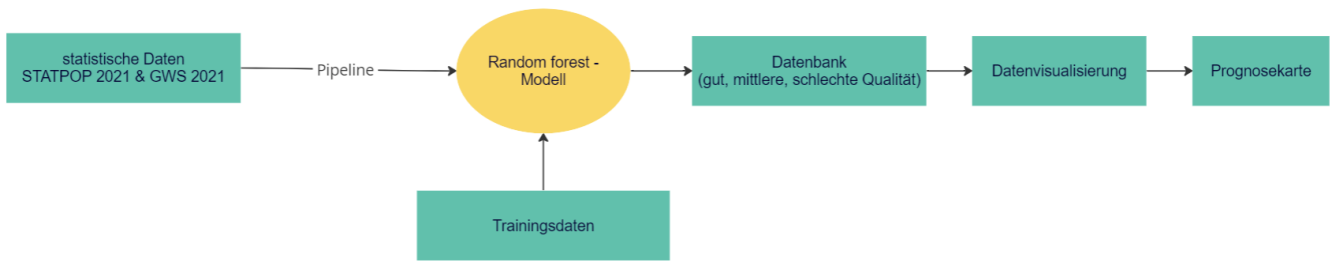 statistische Daten
STATPOP 2021 & GWS 2021
Pipeline
Random forest -
Modell
Datenbank
(gut, mittlere, schlechte Qualität)
Datenvisualisierung
Prognosekarte
Trainingsdaten